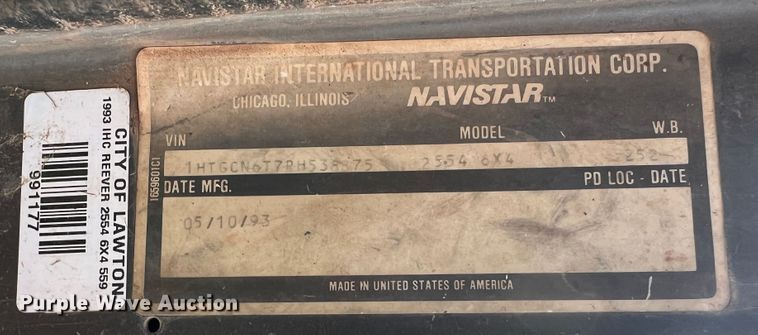 NAVISTAR INTERNATIONAL TRANSPORTATION CORP.
CHICAGO, ILLINOIS NAVISTAR TM
VIN MODEL W.B.
2554 6X4 252
DATE MFG. PD LOC - DATE
05/10/93
MADE IN UNITED STATES OF AMERICA
1659601C1
CITY OF LAWTON
1993 IHC REEVER 2554 6X4 559
991177
Purple Wave Auction